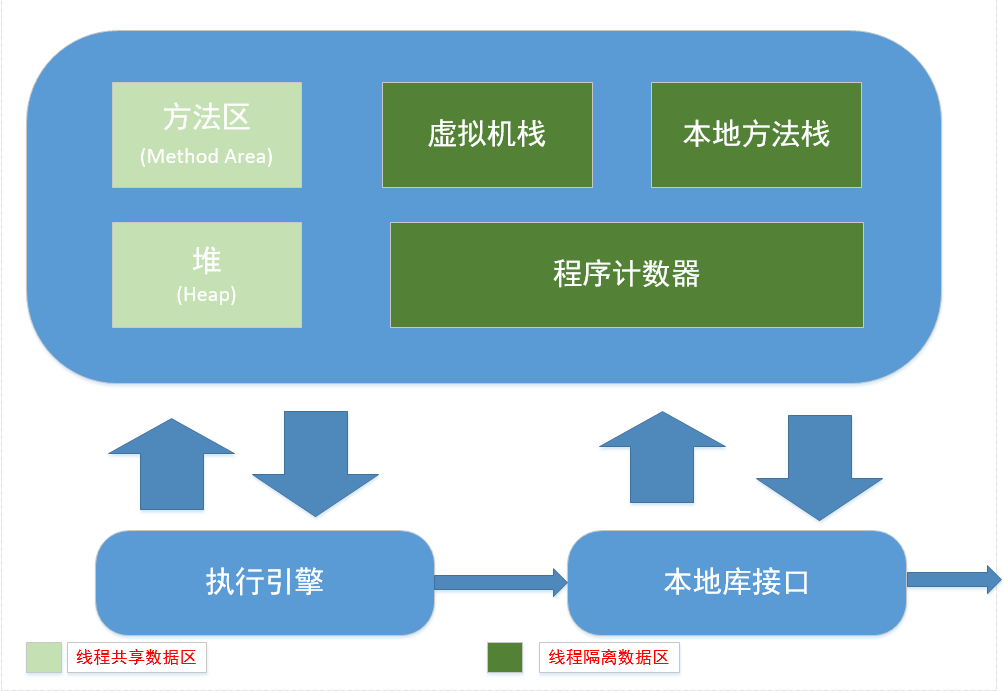 方法区
(Method Area)
虚拟机栈
本地方法栈
堆
(Heap)
程序计数器
执行引擎
本地库接口
线程共享数据区
线程隔离数据区